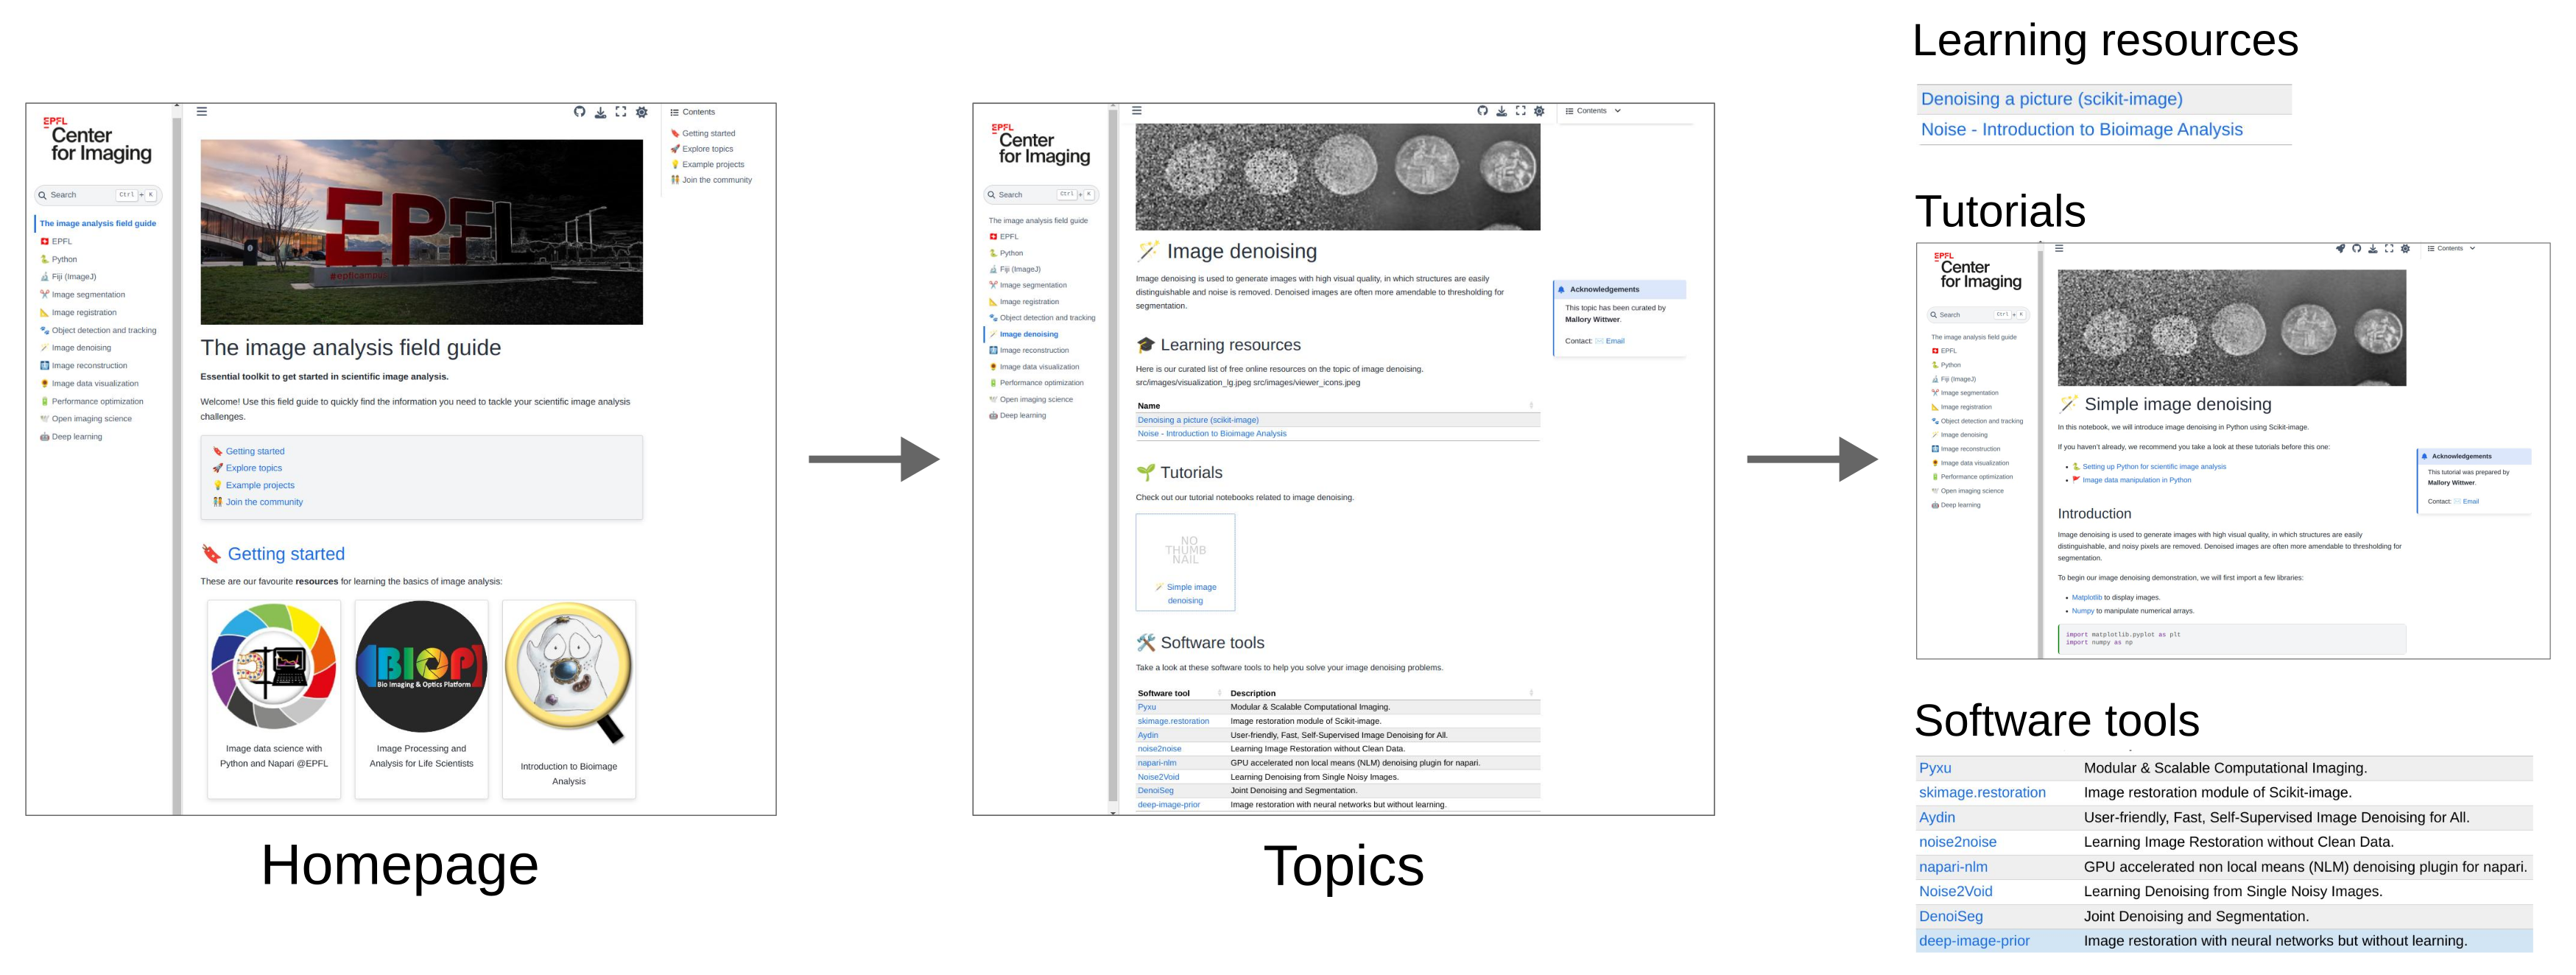 EPFL
Center
for Imaging
Search
Ctrl + K
The image analysis field guide
EPFL
Python
Fiji (ImageJ)
Image segmentation
Image registration
Object detection and tracking
Image denoising
Image reconstruction
Image data visualization
Performance optimization
Open imaging science
Deep learning
Contents
Getting started
Explore topics
Example projects
Join the community
EPFL
#epflcampus
The image analysis field guide
Essential toolkit to get started in scientific image analysis.
Welcome! Use this field guide to quickly find the information you need to tackle your scientific image analysis
challenges.
Getting started
Explore topics
Example projects
Join the community
Getting started
These are our favourite resources for learning the basics of image analysis:
BIOP
Bio Imaging & Optics Platform
Image data science with
Python and Napari @EPFL
Image Processing and
Analysis for Life Scientists
Introduction to Bioimage
Analysis
Homepage
EPFL
Center
for Imaging
Search
Ctrl + K
The image analysis field guide
EPFL
Python
Fiji (ImageJ)
Image segmentation
Image registration
Object detection and tracking
Image denoising
Image reconstruction
Image data visualization
Performance optimization
Open imaging science
Deep learning
Contents
Image denoising
Image denoising is used to generate images with high visual quality, in which structures are easily
distinguishable and noise is removed. Denoised images are often more amendable to thresholding for
segmentation.
Acknowledgements
This topic has been curated by
Mallory Wittwer.
Contact: Email
Learning resources
Here is our curated list of free online resources on the topic of image denoising.
src/images/visualization_lg.jpeg src/images/viewer_icons.jpeg
Name
Denoising a picture (scikit-image)
Noise - Introduction to Bioimage Analysis
Tutorials
Check out our tutorial notebooks related to image denoising.
NO
THUMB
NAIL
Simple image
denoising
Software tools
Take a look at these software tools to help you solve your image denoising problems.
Software tool Description
Pyxu Modular & Scalable Computational Imaging.
skimage.restoration Image restoration module of Scikit-image.
Aydin User-friendly, Fast, Self-Supervised Image Denoising for All.
noise2noise Learning Image Restoration without Clean Data.
napari-nlm GPU accelerated non local means (NLM) denoising plugin for napari.
Noise2Void Learning Denoising from Single Noisy Images.
DenoiSeg Joint Denoising and Segmentation.
deep-image-prior Image restoration with neural networks but without learning.
Topics
Learning resources
Denoising a picture (scikit-image)
Noise - Introduction to Bioimage Analysis
Tutorials
EPFL
Center
for Imaging
Search
Ctrl + K
The image analysis field guide
EPFL
Python
Fiji (ImageJ)
Image segmentation
Image registration
Object detection and tracking
Image denoising
Image reconstruction
Image data visualization
Performance optimization
Open imaging science
Deep learning
Contents
Simple image denoising
In this notebook, we will introduce image denoising in Python using Scikit-image.
If you haven't already, we recommend you take a look at these tutorials before this one:
• Setting up Python for scientific image analysis
• Image data manipulation in Python
Acknowledgements
This tutorial was prepared by
Mallory Wittwer.
Contact: Email
Introduction
Image denoising is used to generate images with high visual quality, in which structures are easily
distinguishable, and noisy pixels are removed. Denoised images are often more amendable to thresholding for
segmentation.
To begin our image denoising demonstration, we will first import a few libraries:
• Matplotlib to display images.
• Numpy to manipulate numerical arrays.
import matplotlib.pyplot as plt
import numpy as np
Software tools
Pyxu Modular & Scalable Computational Imaging.
skimage.restoration Image restoration module of Scikit-image.
Aydin User-friendly, Fast, Self-Supervised Image Denoising for All.
noise2noise Learning Image Restoration without Clean Data.
napari-nlm GPU accelerated non local means (NLM) denoising plugin for napari.
Noise2Void Learning Denoising from Single Noisy Images.
DenoiSeg Joint Denoising and Segmentation.
deep-image-prior Image restoration with neural networks but without learning.